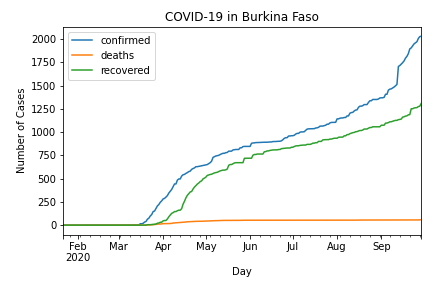 COVID-19 in Burkina Faso
confirmed
deaths
recovered
Number of Cases
2000
1750
1500
1250
1000
750
500
250
0
Feb Mar Apr May Jun Jul Aug Sep
2020
Day